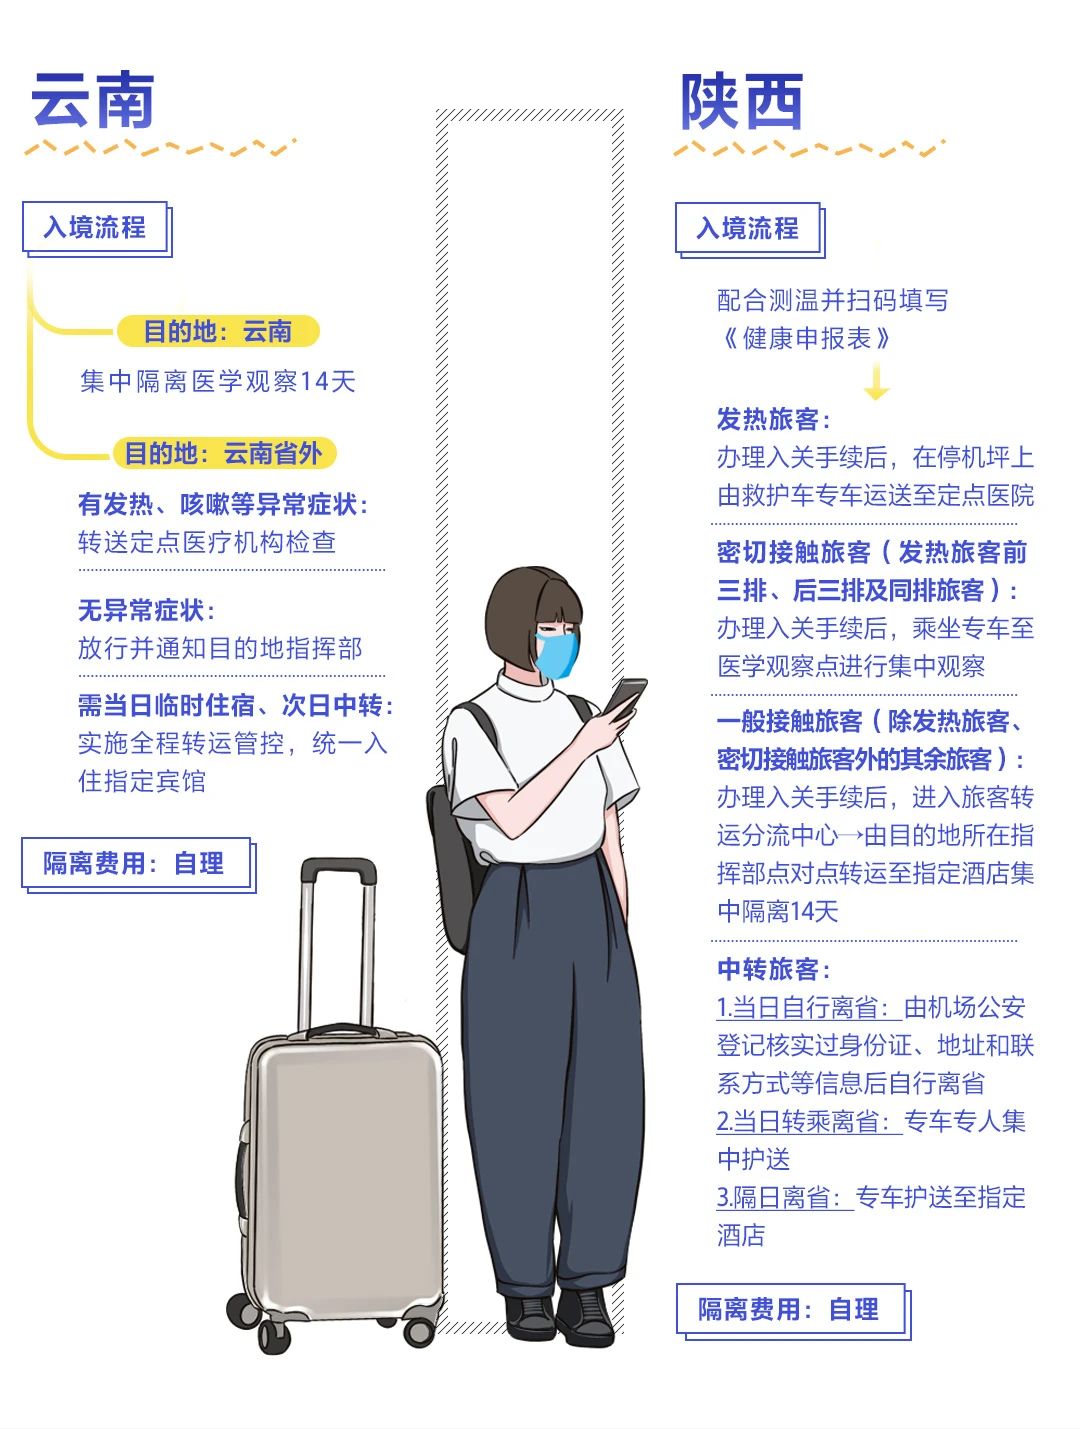 云南
入境流程
目的地：云南
集中隔离医学观察14天
目的地：云南省外
有发热、咳嗽等异常症状：
转送定点医疗机构检查
无异常症状：
放行并通知目的地指挥部
需当日临时住宿、次日中转：
实施全程转运管控，统一入
住指定宾馆
隔离费用：自理
陕西
入境流程
配合测温并扫码填写
《健康申报表》
发热旅客：
办理入关手续后，在停机坪上
由救护车专车运送至定点医院
密切接触旅客（发热旅客前
三排、后三排及同排旅客）：
办理入关手续后，乘坐专车至
医学观察点进行集中观察
一般接触旅客（除发热旅客、
密切接触旅客外的其余旅客）：
办理入关手续后，进入旅客转
运分流中心→由目的地所在指
挥部点对点转运至指定酒店集
中隔离14天
中转旅客：
1.当日自行离省：由机场公安
登记核实过身份证、地址和联
系方式等信息后自行离省
2.当日转乘离省：专车专人集
中护送
3.隔日离省：专车护送至指定
酒店
隔离费用：自理